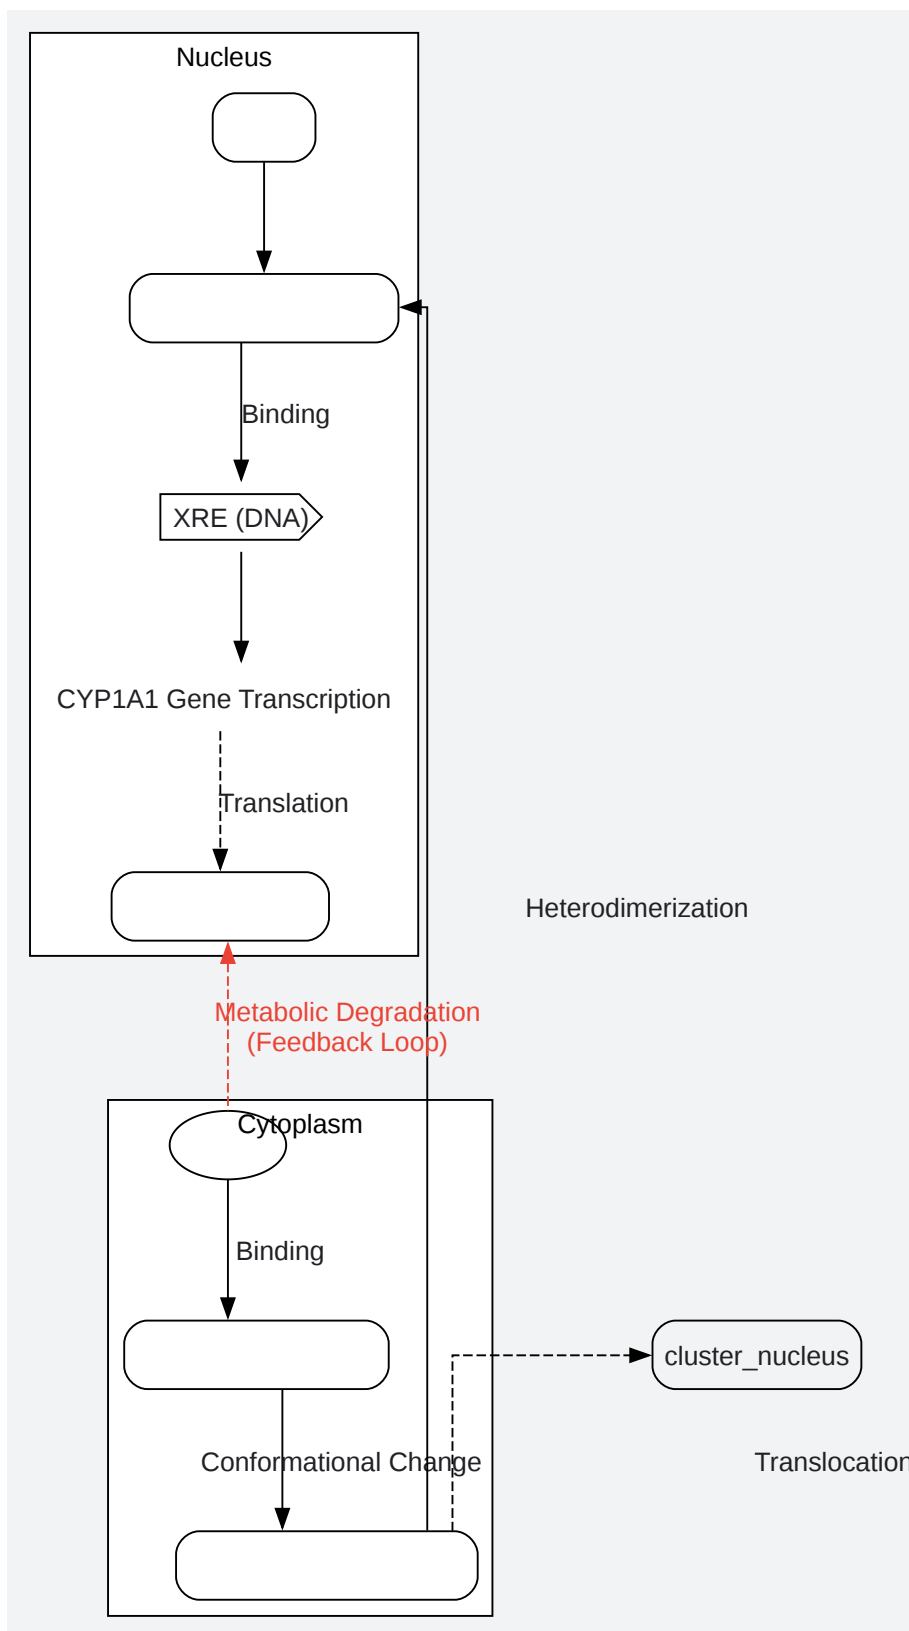 Nucleus
Binding
XRE (DNA)
CYP1A1 Gene Transcription
Translation
Heterodimerization
Metabolic Degradation
(Feedback Loop)
Cytoplasm
Binding
cluster_nucleus
Conformational Change
Translocation